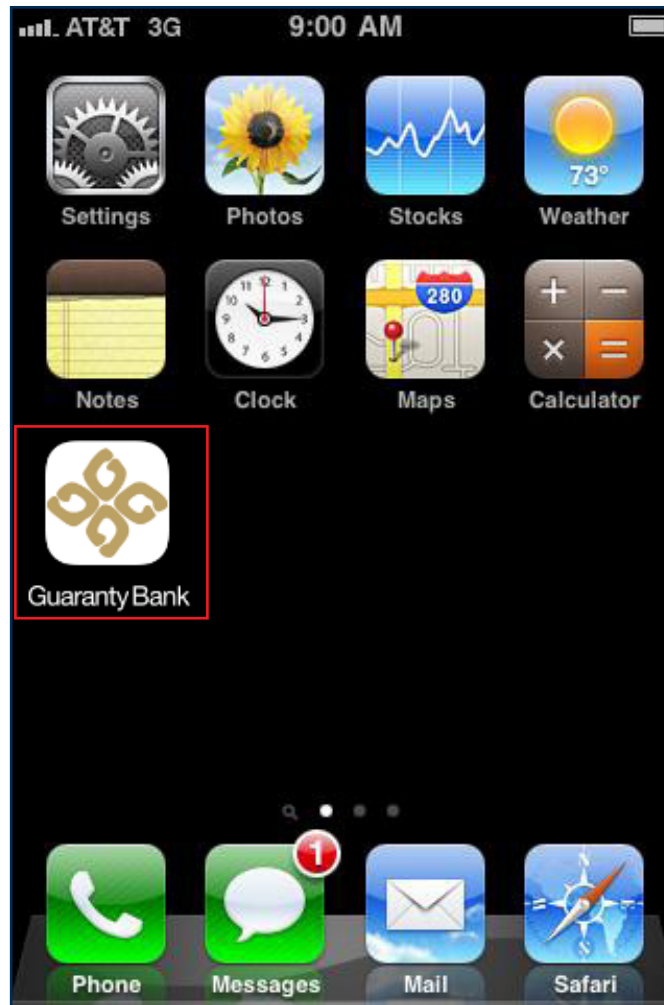 AT&T 3G 9:00 AM
Settings Photos Stocks Weather
73°
280
Notes Clock Maps Calculator
Guaranty Bank
1
Phone Messages Mail Safari